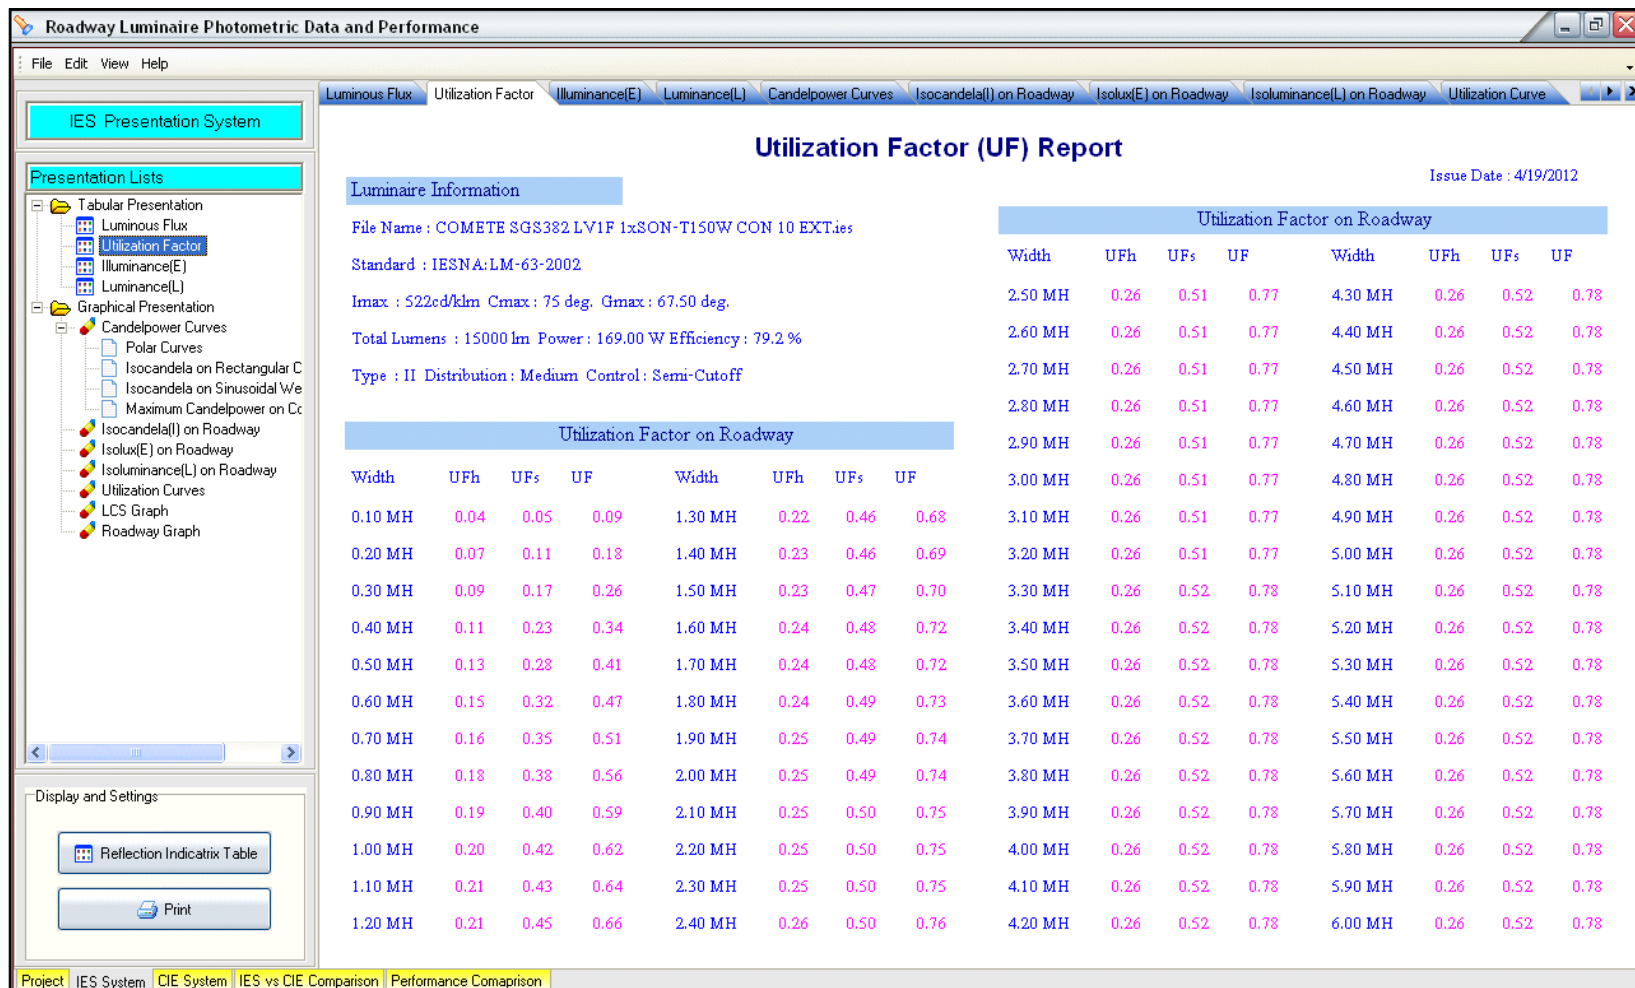 Roadway Luminaire Photometric Data and Performance
File Edit View Help
Luminous Flux Utilization Factor Illuminance(E) Luminance(L) Candelpower Curves Isocandela(I) on Roadway Isolux(E) on Roadway Isoluminance(L) on Roadway Utilization Curve
IES Presentation System
Presentation Lists
Tabular Presentation
Luminous Flux
Utilization Factor
Illuminance(E)
Luminance(L)
Graphical Presentation
Candelpower Curves
Polar Curves
Isocandela on Rectangular C
Isocandela on Sinusoidal We
Maximum Candelpower on Cc
Isocandela(I) on Roadway
Isolux(E) on Roadway
Isoluminance(L) on Roadway
Utilization Curves
LCS Graph
Roadway Graph
Display and Settings
Reflection Indicatrix Table
Print
Utilization Factor (UF) Report
Issue Date : 4/19/2012
Luminaire Information
File Name : COMETE SGS382 LV1F 1xSON-T150W CON 10 EXT.ies
Standard : IESNA:LM-63-2002
Imax : 522cd/klm Cmax : 75 deg. Gmax : 67.50 deg.
Total Lumens : 15000 lm Power : 169.00 W Efficiency : 79.2 %
Type : II Distribution : Medium Control : Semi-Cutoff
Utilization Factor on Roadway
Width UFh UFs UF Width UFh UFs UF
0.10 MH 0.04 0.05 0.09 1.30 MH 0.22 0.46 0.68
0.20 MH 0.07 0.11 0.18 1.40 MH 0.23 0.46 0.69
0.30 MH 0.09 0.17 0.26 1.50 MH 0.23 0.47 0.70
0.40 MH 0.11 0.23 0.34 1.60 MH 0.24 0.48 0.72
0.50 MH 0.13 0.28 0.41 1.70 MH 0.24 0.48 0.72
0.60 MH 0.15 0.32 0.47 1.80 MH 0.24 0.49 0.73
0.70 MH 0.16 0.35 0.51 1.90 MH 0.25 0.49 0.74
0.80 MH 0.18 0.38 0.56 2.00 MH 0.25 0.49 0.74
0.90 MH 0.19 0.40 0.59 2.10 MH 0.25 0.50 0.75
1.00 MH 0.20 0.42 0.62 2.20 MH 0.25 0.50 0.75
1.10 MH 0.21 0.43 0.64 2.30 MH 0.25 0.50 0.75
1.20 MH 0.21 0.45 0.66 2.40 MH 0.26 0.50 0.76
Utilization Factor on Roadway
Width UFh UFs UF Width UFh UFs UF
2.50 MH 0.26 0.51 0.77 4.30 MH 0.26 0.52 0.78
2.60 MH 0.26 0.51 0.77 4.40 MH 0.26 0.52 0.78
2.70 MH 0.26 0.51 0.77 4.50 MH 0.26 0.52 0.78
2.80 MH 0.26 0.51 0.77 4.60 MH 0.26 0.52 0.78
2.90 MH 0.26 0.51 0.77 4.70 MH 0.26 0.52 0.78
3.00 MH 0.26 0.51 0.77 4.80 MH 0.26 0.52 0.78
3.10 MH 0.26 0.51 0.77 4.90 MH 0.26 0.52 0.78
3.20 MH 0.26 0.51 0.77 5.00 MH 0.26 0.52 0.78
3.30 MH 0.26 0.52 0.78 5.10 MH 0.26 0.52 0.78
3.40 MH 0.26 0.52 0.78 5.20 MH 0.26 0.52 0.78
3.50 MH 0.26 0.52 0.78 5.30 MH 0.26 0.52 0.78
3.60 MH 0.26 0.52 0.78 5.40 MH 0.26 0.52 0.78
3.70 MH 0.26 0.52 0.78 5.50 MH 0.26 0.52 0.78
3.80 MH 0.26 0.52 0.78 5.60 MH 0.26 0.52 0.78
3.90 MH 0.26 0.52 0.78 5.70 MH 0.26 0.52 0.78
4.00 MH 0.26 0.52 0.78 5.80 MH 0.26 0.52 0.78
4.10 MH 0.26 0.52 0.78 5.90 MH 0.26 0.52 0.78
4.20 MH 0.26 0.52 0.78 6.00 MH 0.26 0.52 0.78
Project IES System CIE System IES vs CIE Comparison Performance Comaprison